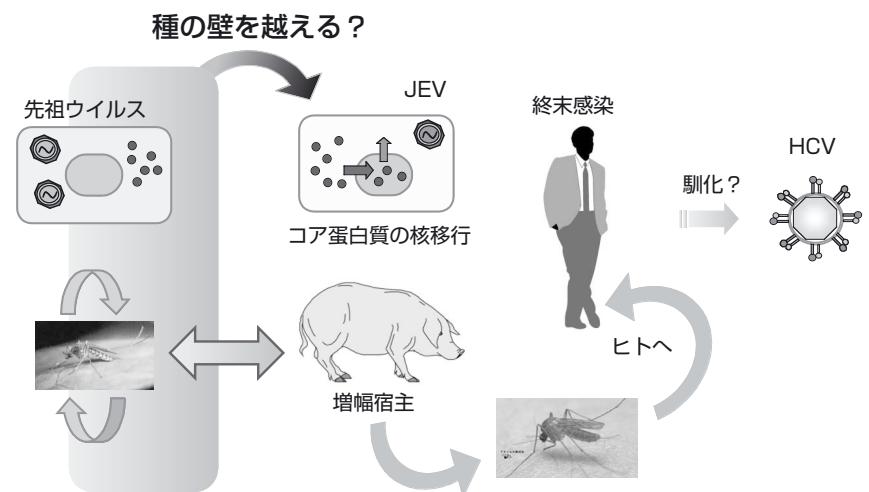 種の壁を越える？
先祖ウイルス
JEV
コア蛋白質の核移行
終末感染
HCV
馴化？
増幅宿主
ヒトへ